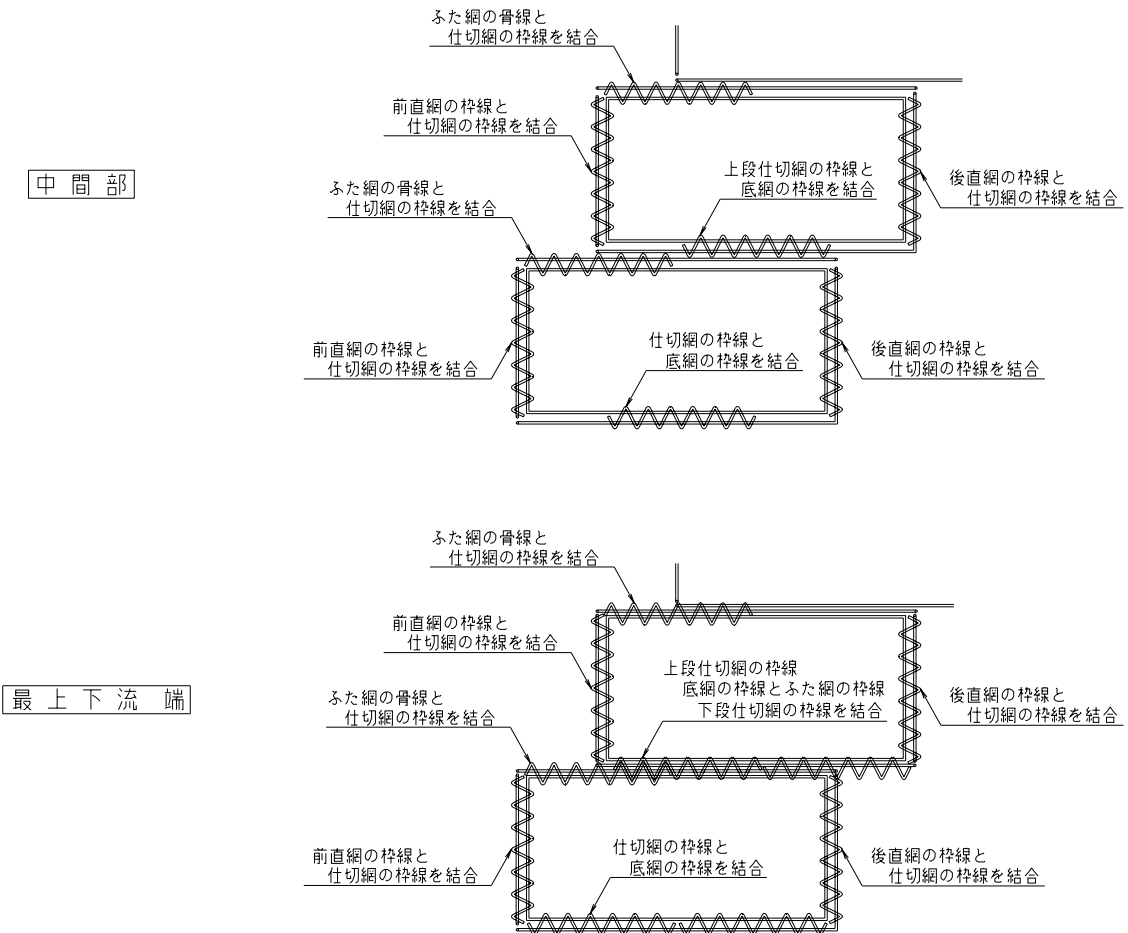 ふた網の骨線と
仕切網の枠線を結合
前直網の枠線と
仕切網の枠線を結合
中間部
上段仕切網の枠線と
底網の枠線を結合
後直網の枠線と
仕切網の枠線を結合
ふた網の骨線と
仕切網の枠線を結合
前直網の枠線と
仕切網の枠線を結合
仕切網の枠線と
底網の枠線を結合
後直網の枠線と
仕切網の枠線を結合
ふた網の骨線と
仕切網の枠線を結合
前直網の枠線と
仕切網の枠線を結合
上段仕切網の枠線
底網の枠線とふた網の枠線
下段仕切網の枠線を結合
最上下流 端
ふた網の骨線と
仕切網の枠線を結合
後直網の枠線と
仕切網の枠線を結合
前直網の枠線と
仕切網の枠線を結合
仕切網の枠線と
底網の枠線を結合
後直網の枠線と
仕切網の枠線を結合